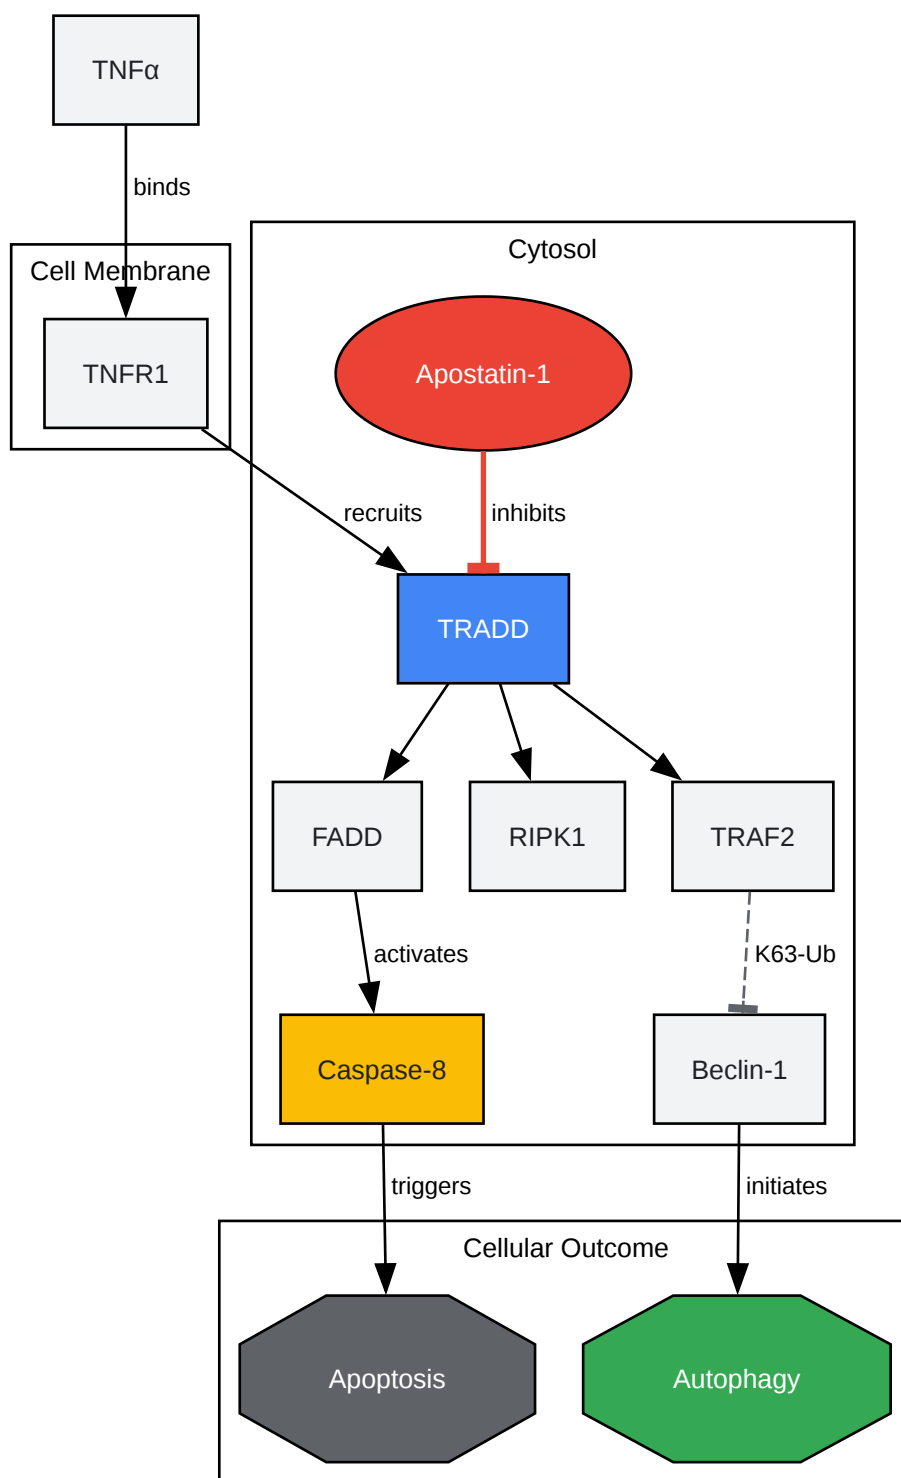 TNFα
binds
Cell Membrane
TNFR1
Cytosol
Apostatin-1
recruits
inhibits
TRADD
FADD
RIPK1
TRAF2
activates
K63-Ub
Caspase-8
Beclin-1
triggers
initiates
Cellular Outcome
Apoptosis
Autophagy